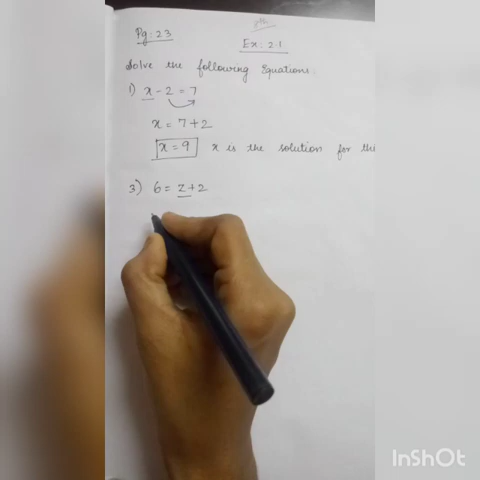 8th
Pg: 23
Ex: 2.1
Solve the following Equations.
1) x - 2 = 7
x = 7 + 2
x = 9 x is the solution for
3) 6 = z + 2
InShOt